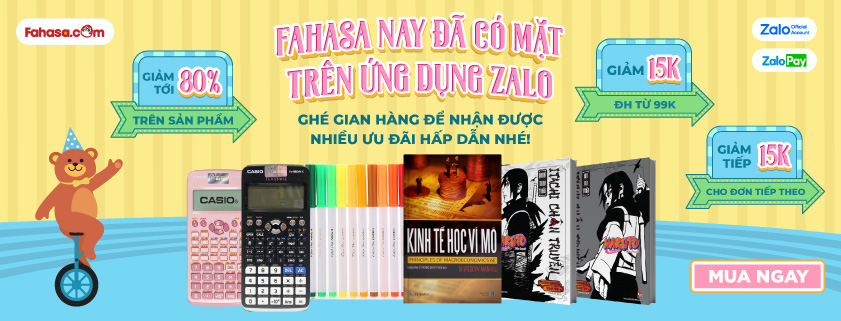 Fahasa.com
FAHASA NAY ĐÃ CÓ MẶT
TRÊN ỨNG DỤNG ZALO
GHÉ GIAN HÀNG ĐỂ NHẬN ĐƯỢC
NHIỀU ƯU ĐÃI HẤP DẪN NHÉ!
GIẢM TỚI 80%
TRÊN SẢN PHẨM
Zalo Official Account
ZaloPay
GIẢM 15K
ĐH TỪ 99K
GIẢM TIẾP 15K
CHO ĐƠN TIẾP THEO
CASIO
CASIO
KINH TẾ HỌC VĨ MÔ
PRINCIPLES OF MACROECONOMICS
ITACHI CHÂN TRUYỀN
NARUTO
NARUTO
MUA NGAY